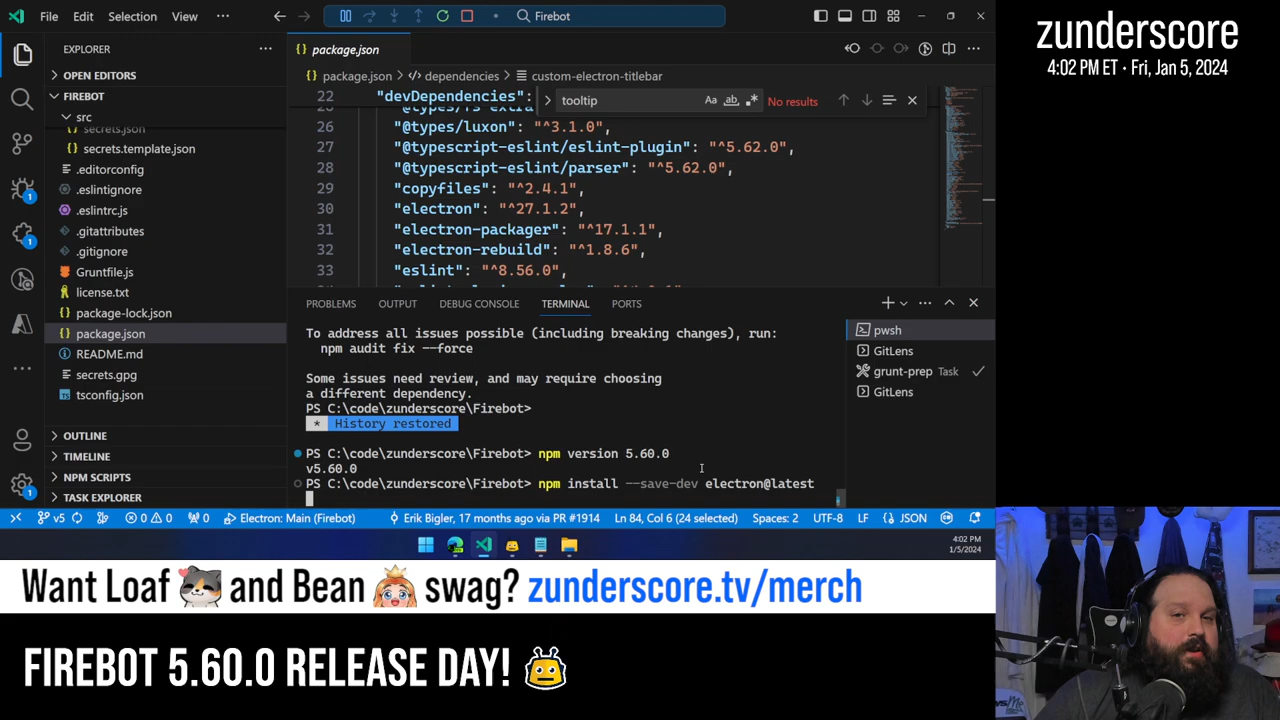 File Edit Selection View ··· Firebot
zunderscore
4:02 PM ET · Fri, Jan 5, 2024
EXPLORER ···
OPEN EDITORS
FIREBOT
src
secrets.json
secrets.template.json
.editorconfig
.eslintignore
.eslintrc.js
.gitattributes
.gitignore
Gruntfile.js
license.txt
package-lock.json
package.json
README.md
secrets.gpg
tsconfig.json
OUTLINE
TIMELINE
NPM SCRIPTS
TASK EXPLORER
{} package.json
{} package.json > dependencies > custom-electron-titlebar
tooltip Aa ab .* No results
22 "devDependencies":
26 "@types/luxon": "^3.1.0",
27 "@typescript-eslint/eslint-plugin": "^5.62.0",
28 "@typescript-eslint/parser": "^5.62.0",
29 "copyfiles": "^2.4.1",
30 "electron": "^27.1.2",
31 "electron-packager": "^17.1.1",
32 "electron-rebuild": "^1.8.6",
33 "eslint": "^8.56.0",
PROBLEMS OUTPUT DEBUG CONSOLE TERMINAL PORTS
To address all issues possible (including breaking changes), run:
npm audit fix --force
Some issues need review, and may require choosing
a different dependency.
PS C:\code\zunderscore\Firebot>
* History restored
PS C:\code\zunderscore\Firebot> npm version 5.60.0
v5.60.0
PS C:\code\zunderscore\Firebot> npm install --save-dev electron@latest
pwsh
GitLens
grunt-prep Task
GitLens
v5 0 0 0 Electron: Main (Firebot) Erik Bigler, 17 months ago via PR #1914 Ln 84, Col 6 (24 selected) Spaces: 2 UTF-8 LF {} JSON
4:02 PM
1/5/2024
Want Loaf and Bean swag? zunderscore.tv/merch
FIREBOT 5.60.0 RELEASE DAY!